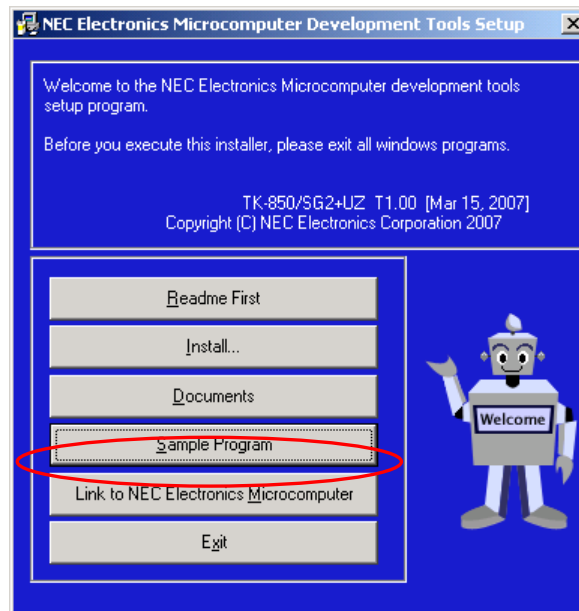 NEC Electronics Microcomputer Development Tools Setup
Welcome to the NEC Electronics Microcomputer development tools
setup program.
Before you execute this installer, please exit all windows programs.
TK-850/SG2+UZ T1.00 [Mar 15, 2007]
Copyright (C) NEC Electronics Corporation 2007
Readme First
Install...
Documents
Sample Program
Link to NEC Electronics Microcomputer
Exit
Welcome